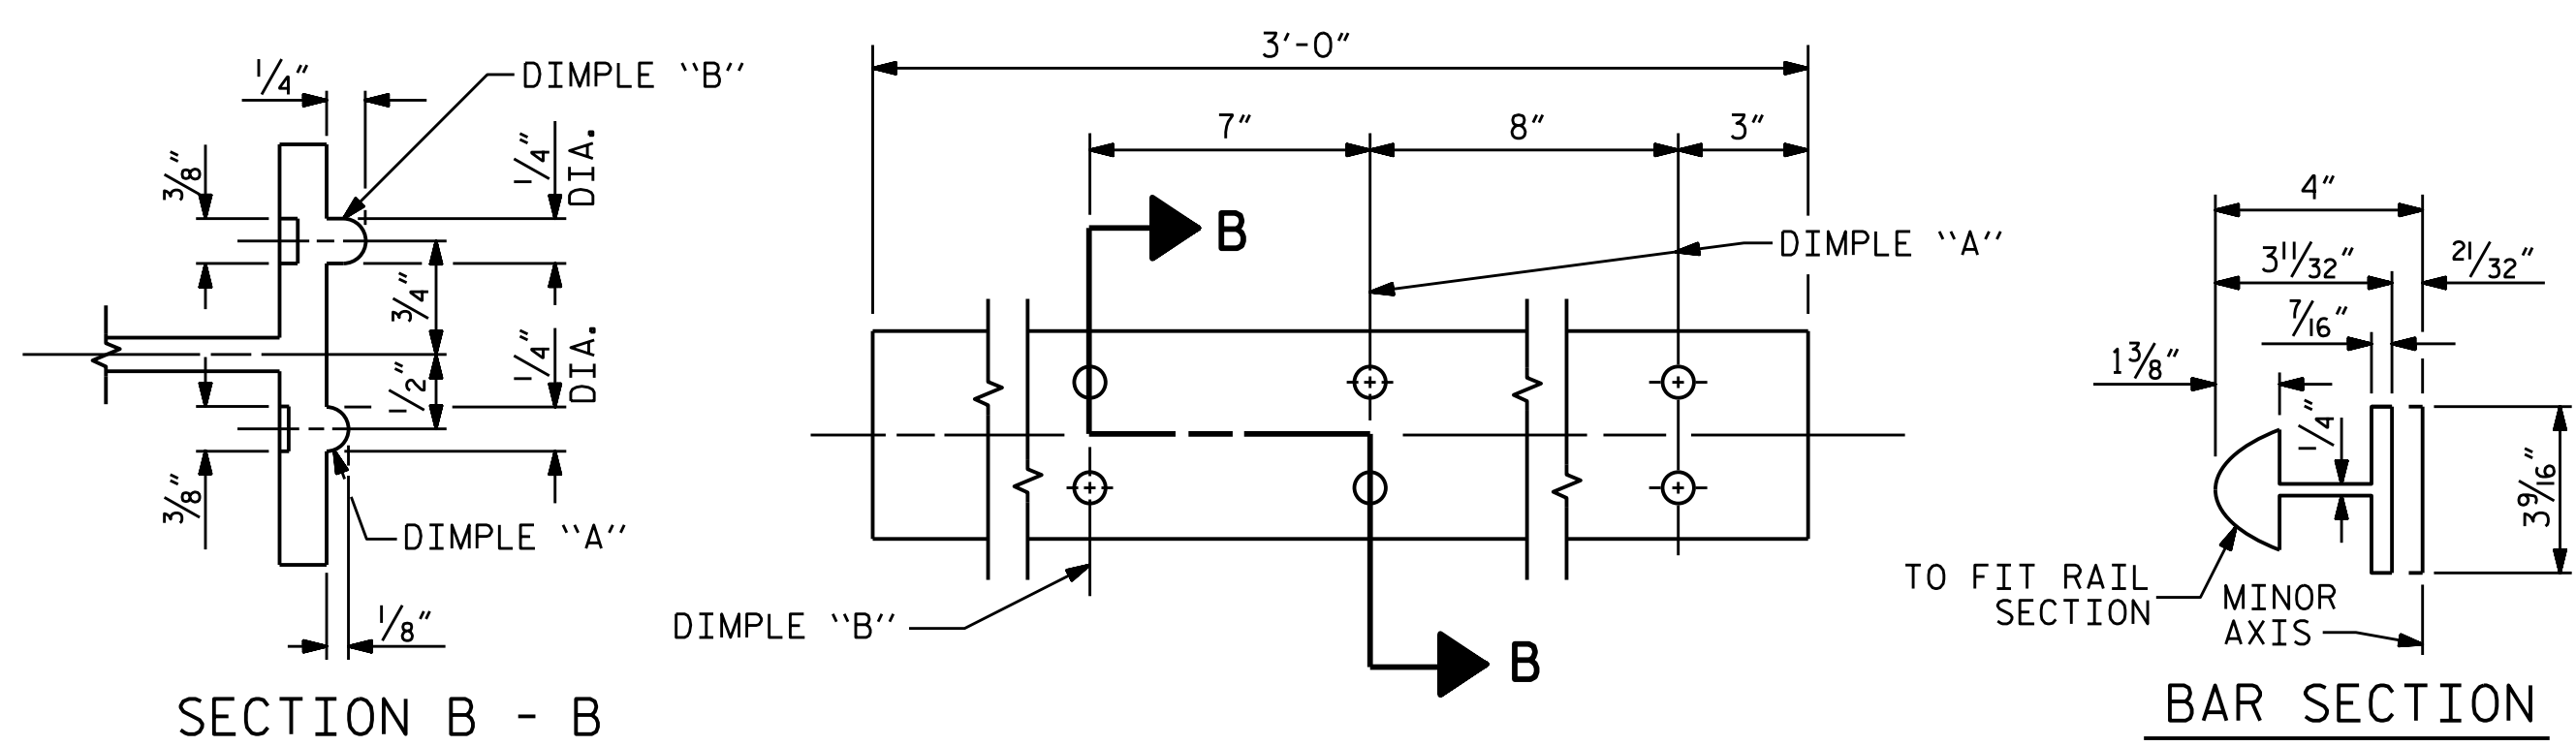 1/4"
DIMPLE "B"
3/8"
1/4" DIA.
3/4"
1/2"
1/4" DIA.
3/8"
DIMPLE "A"
1/8"
SECTION B - B
3'-0"
7"
8"
3"
B
DIMPLE "A"
DIMPLE "B"
B
4"
3 11/32"
21/32"
7/16"
1 3/8"
1/4"
3 9/16"
TO FIT RAIL
SECTION
MINOR
AXIS
BAR SECTION